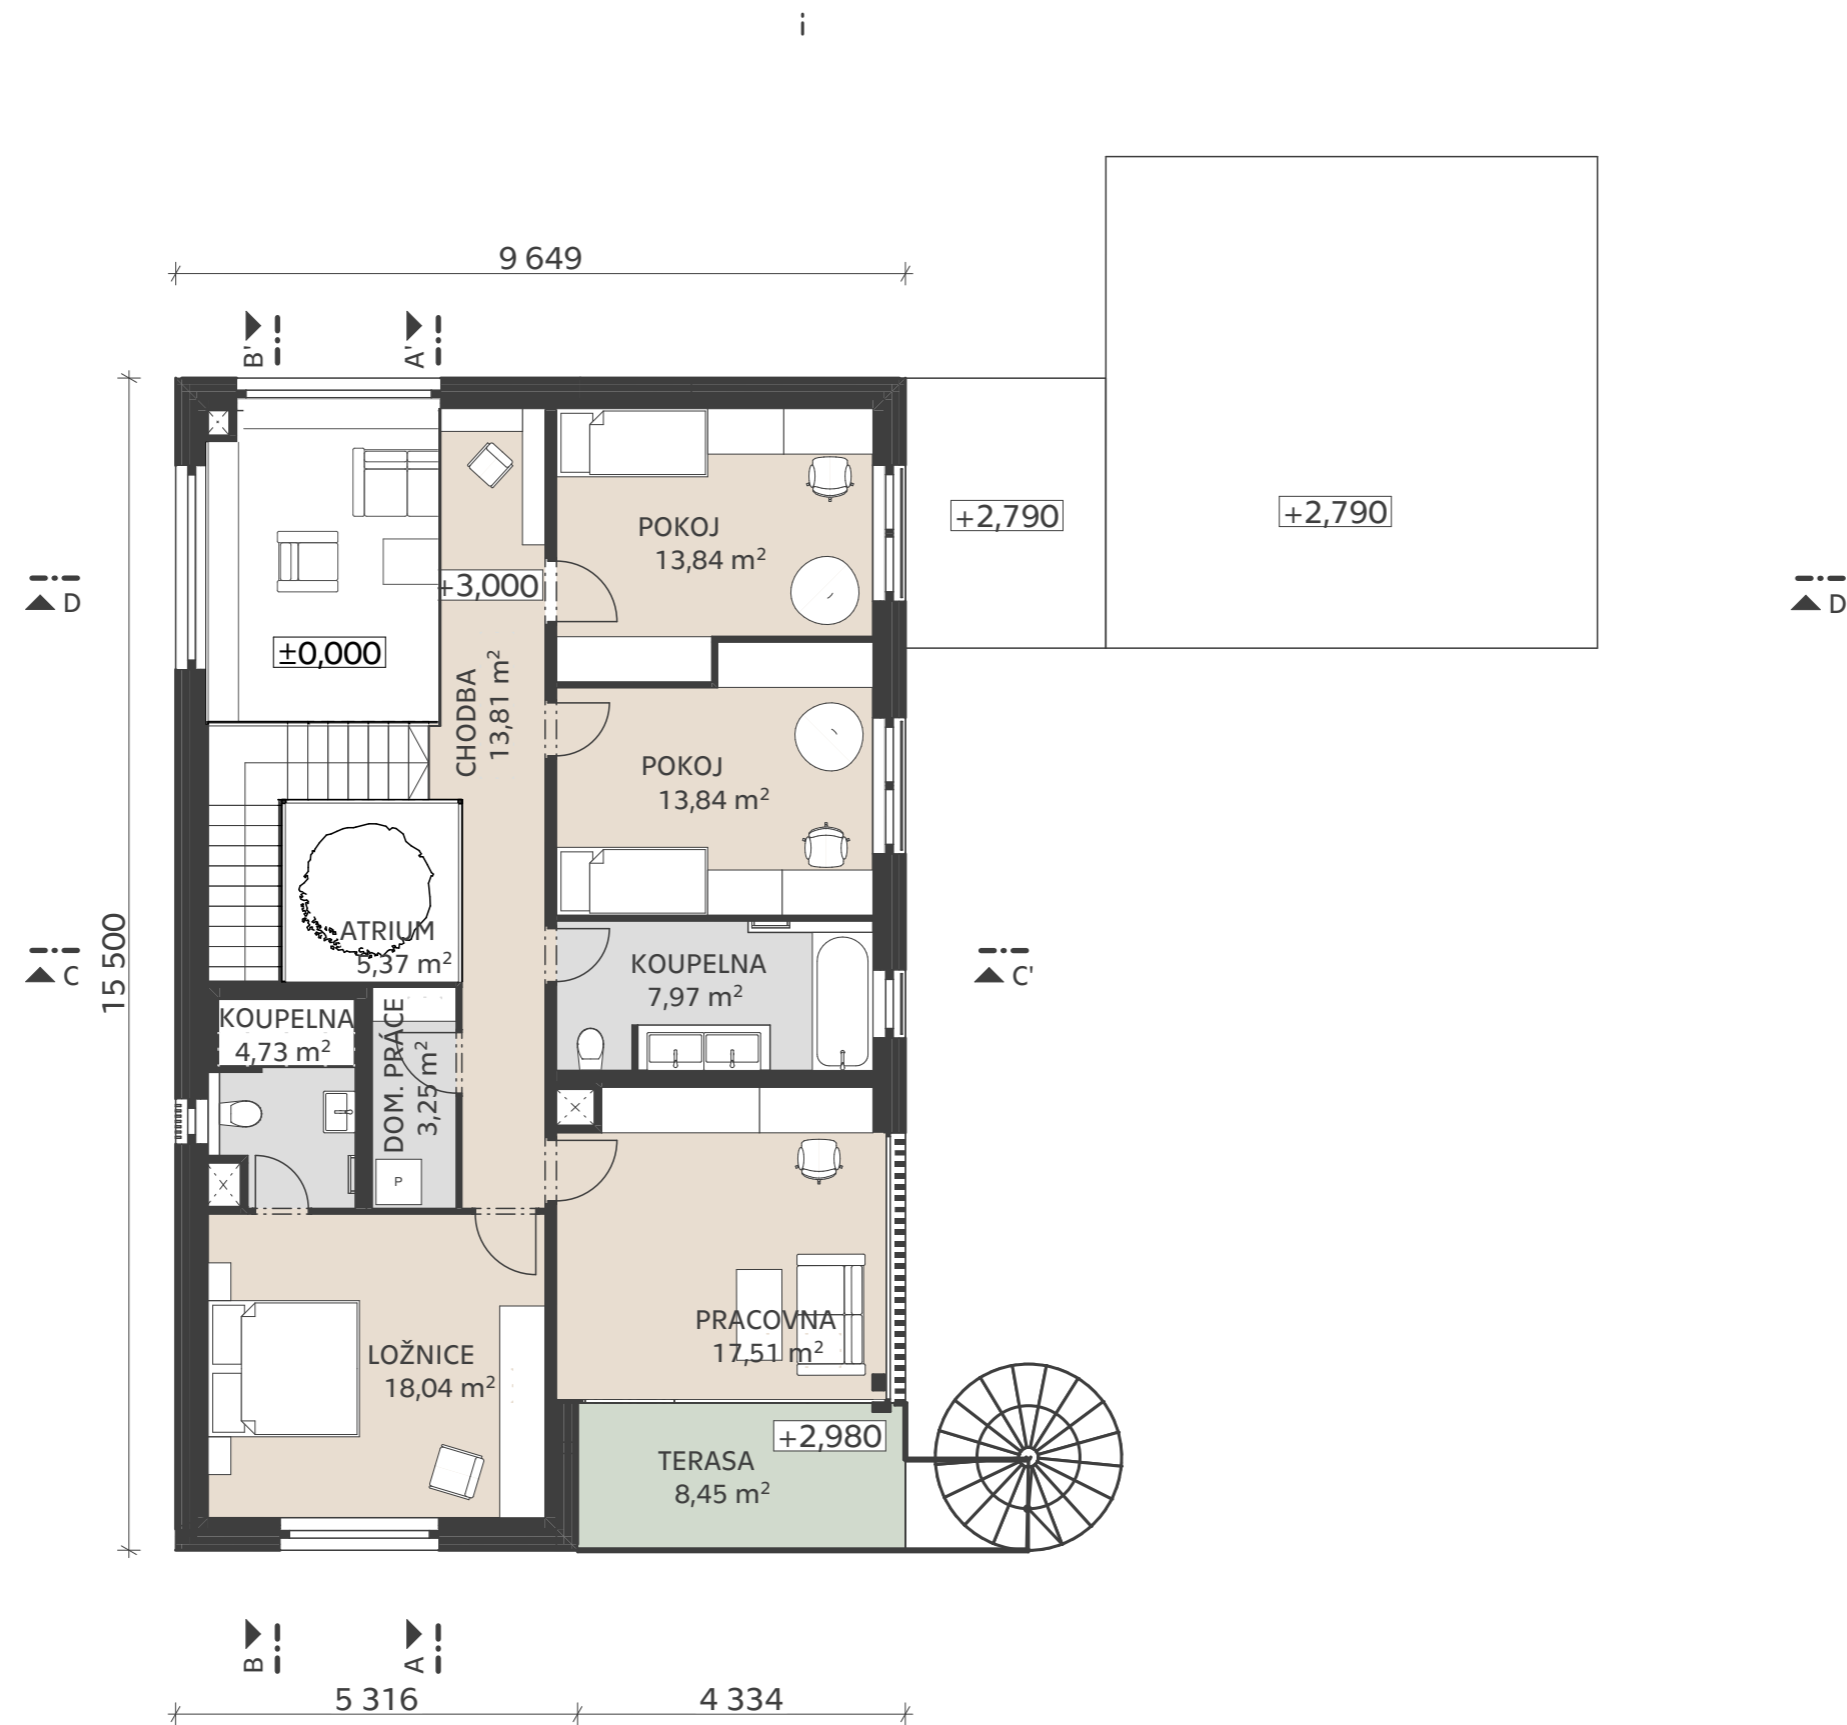 9 649
B'
A'
POKOJ
13,84 m²
+2,790
+2,790
+3,000
D
D
±0,000
CHODBA
13,81 m²
POKOJ
13,84 m²
ATRIUM
5,37 m²
15 500
C
C'
KOUPELNA
7,97 m²
KOUPELNA
4,73 m²
DOM. PRÁCE
3,25 m²
P
PRACOVNA
17,51 m²
LOŽNICE
18,04 m²
+2,980
TERASA
8,45 m²
B
A
5 316
4 334